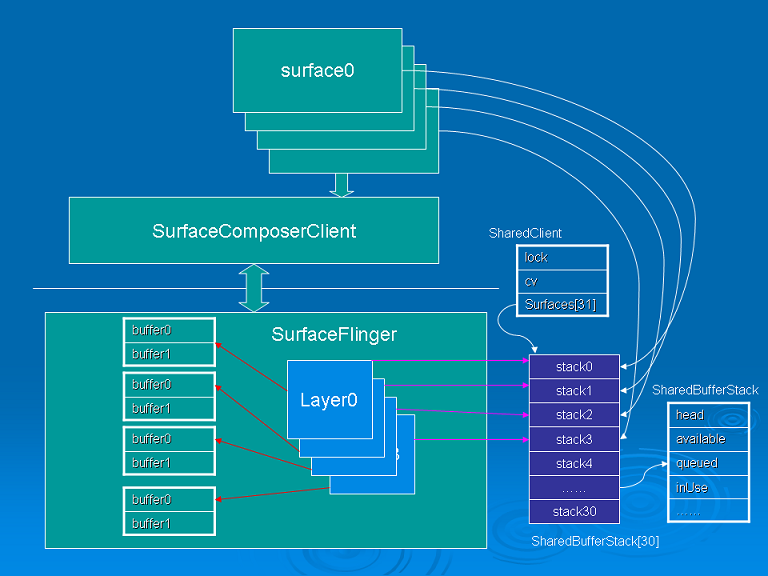 surface0
SurfaceComposerClient
SharedClient
lock
cv
Surfaces[31]
SurfaceFlinger
buffer0
buffer1
buffer0
buffer1
buffer0
buffer1
buffer0
buffer1
Layer0
3
stack0
stack1
stack2
stack3
stack4
......
stack30
SharedBufferStack[30]
SharedBufferStack
head
available
queued
inUse
......